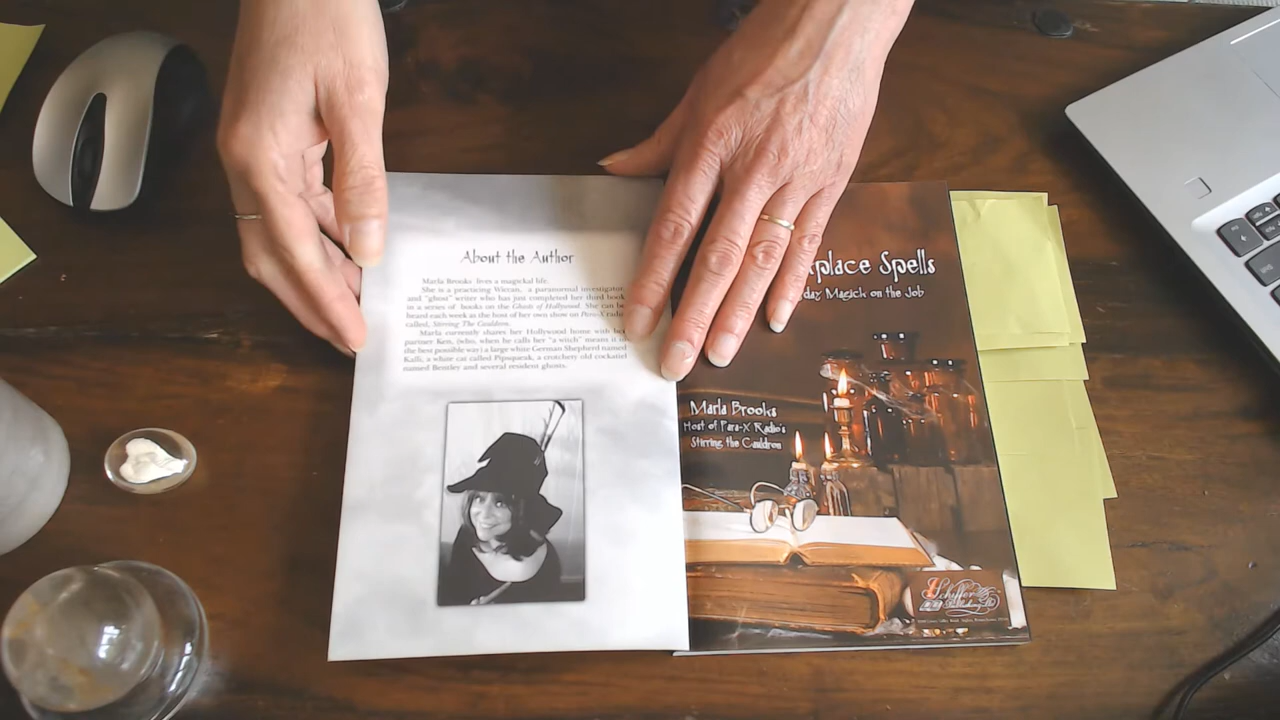 About the Author
Marla Brooks lives a magickal life.
She is a practicing Wiccan, a paranormal investigator,
and "ghost" writer who has just completed her third book
in a series of books on the Ghosts of Hollywood. She can be
heard each week as the host of her own show on Para-X radio
called, Stirring The Cauldron.
Marla currently shares her Hollywood home with her
partner Ken, (who, when he calls her "a witch" means it in
the best possible way) a large white German Shepherd named
Kalli, a white cat called Pipsqueak, a crotchety old cockatiel
named Bentley and several resident ghosts.
place Spells
day Magick on the Job
Marla Brooks
Host of Para-X Radio's
Stirring the Cauldron
Schiffer
Publishing Ltd